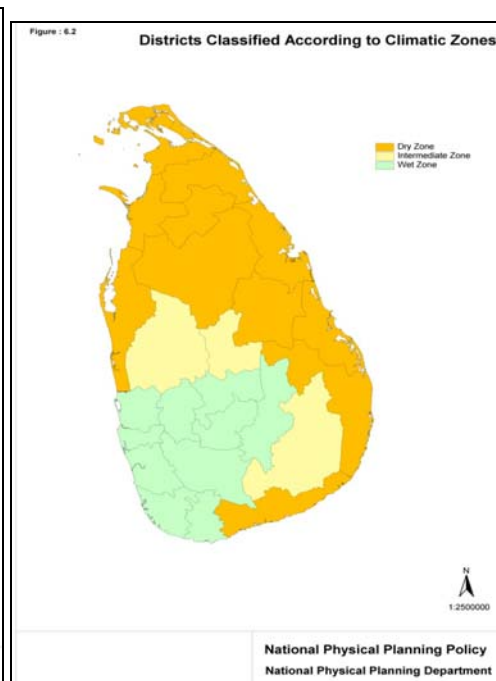 Figure : 6.2
Districts Classified According to Climatic Zones
Dry Zone
Intermediate Zone
Wet Zone
N
1:2500000
National Physical Planning Policy
National Physical Planning Department